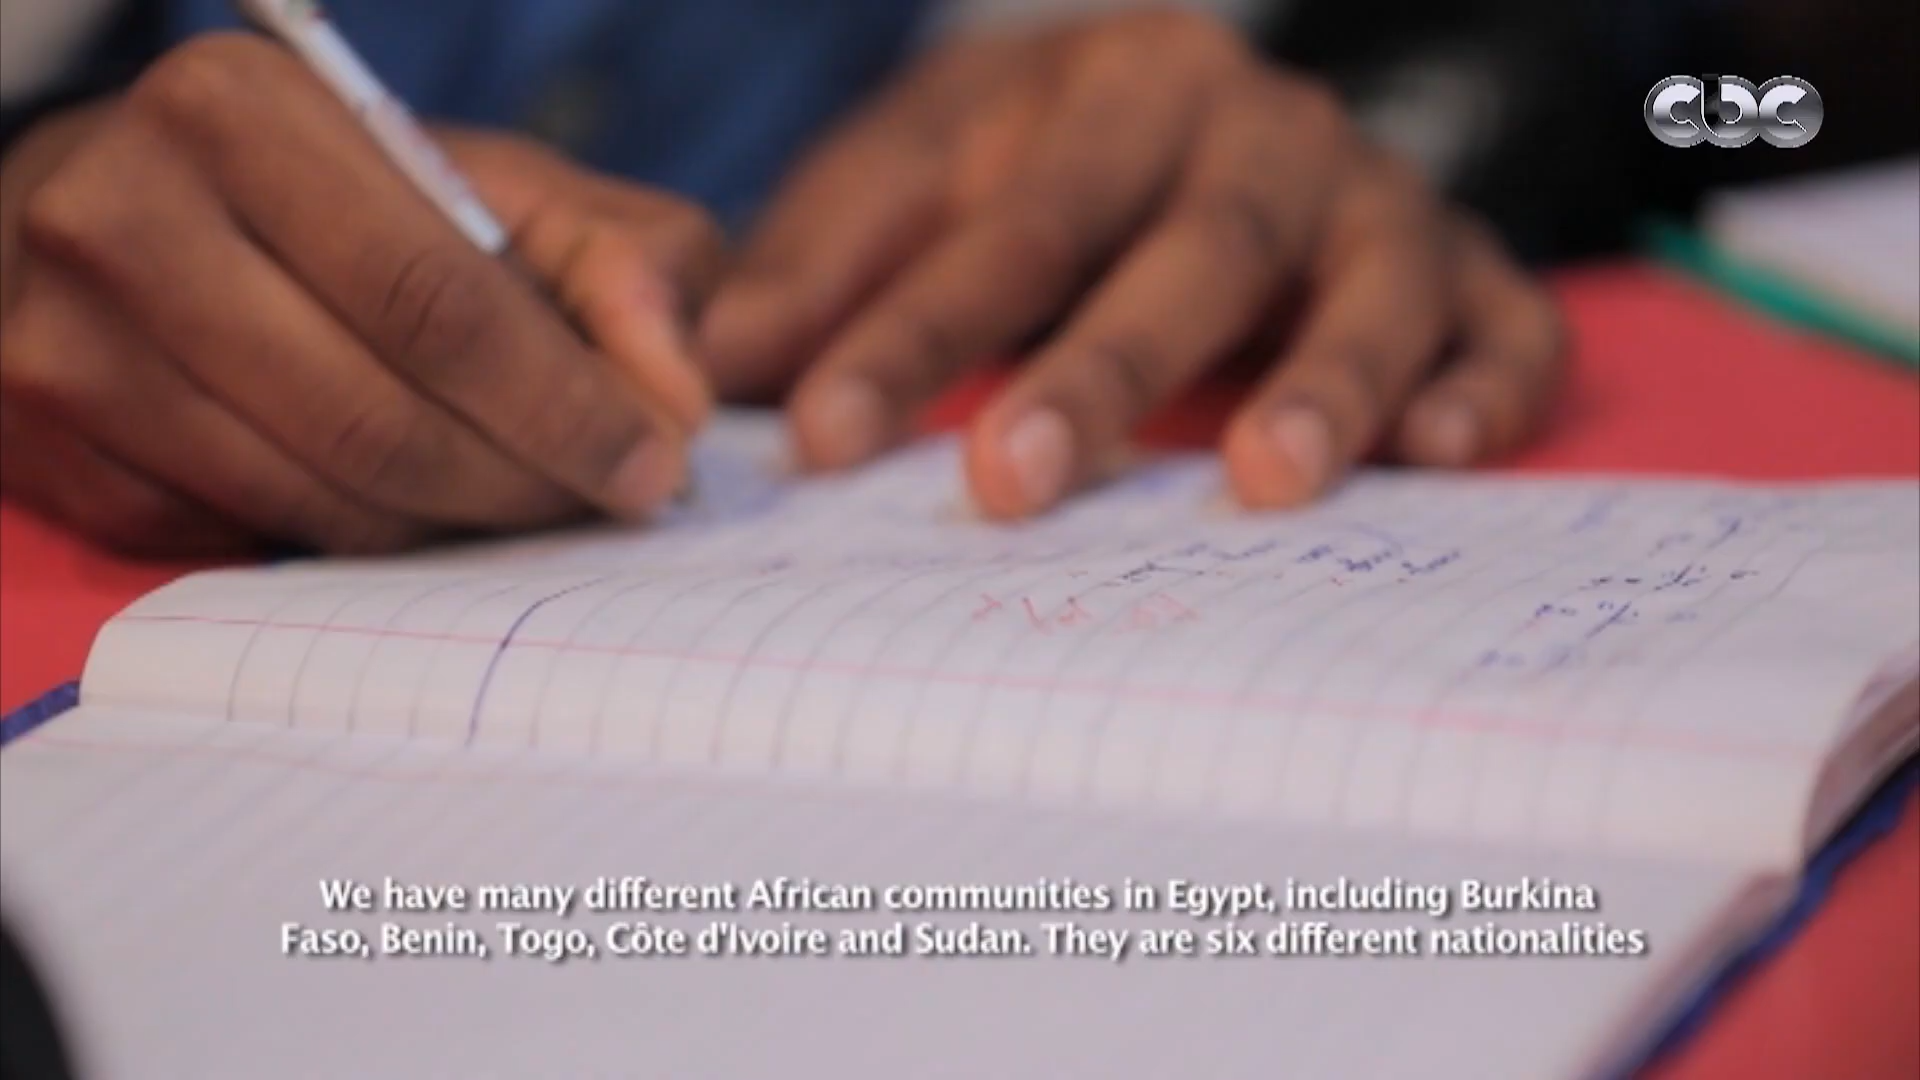 cbc
We have many different African communities in Egypt, including Burkina
Faso, Benin, Togo, Côte d'Ivoire and Sudan. They are six different nationalities